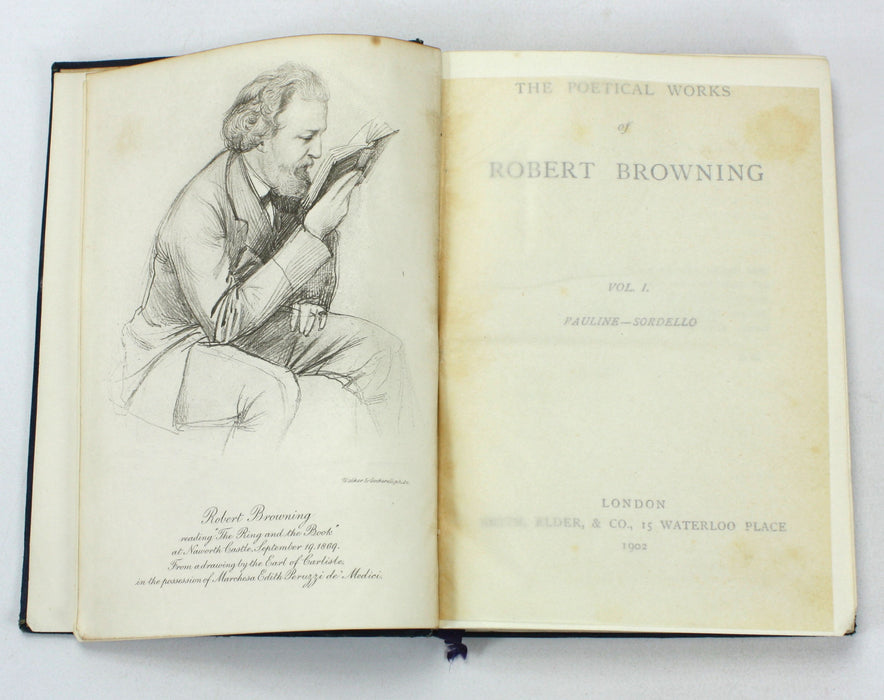 Robert Browning
reading "The Ring and the Book"
at Naworth Castle, September 19, 1869.
From a drawing by the Earl of Carlisle,
in the possession of Marchesa Edith Peruzzi de' Medici.
THE POETICAL WORKS
of
ROBERT BROWNING
VOL. I.
PAULINE—SORDELLO
LONDON
SMITH, ELDER, & CO., 15 WATERLOO PLACE
1902